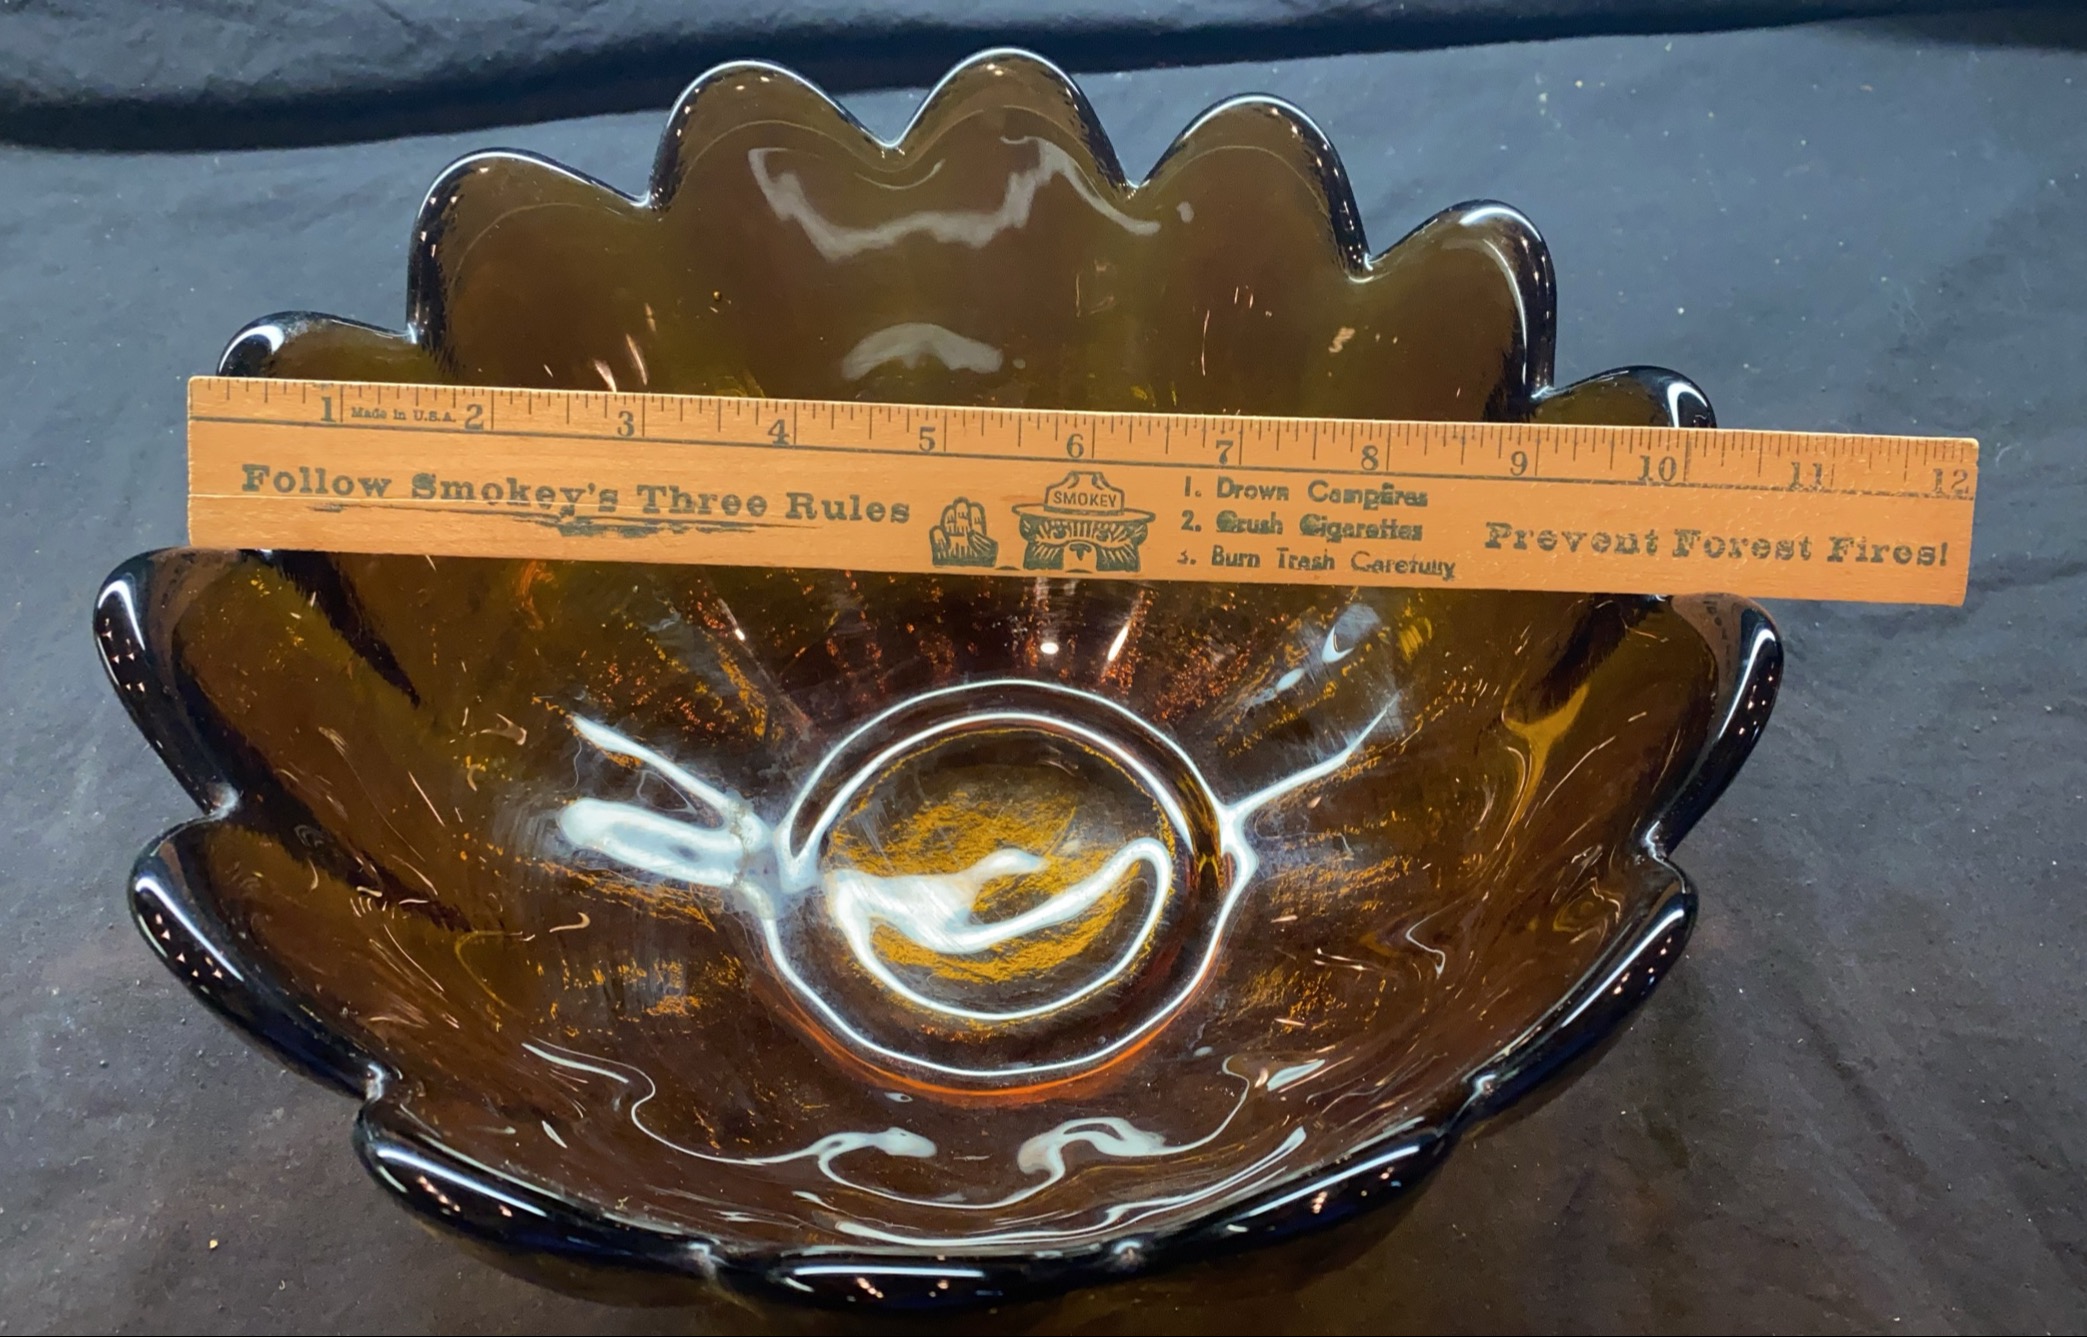 1 Made in U.S.A. 2 3 4 5 6 7 8 9 10 11 12
Follow Smokey's Three Rules
SMOKEY
1. Drown Campfires
2. Crush Cigarettes
3. Burn Trash Carefully
Prevent Forest Fires!